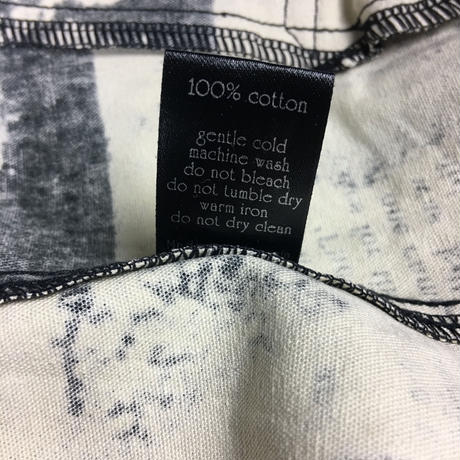 100% cotton
gentle cold
machine wash
do not bleach
do not tumble dry
warm iron
do not dry clean